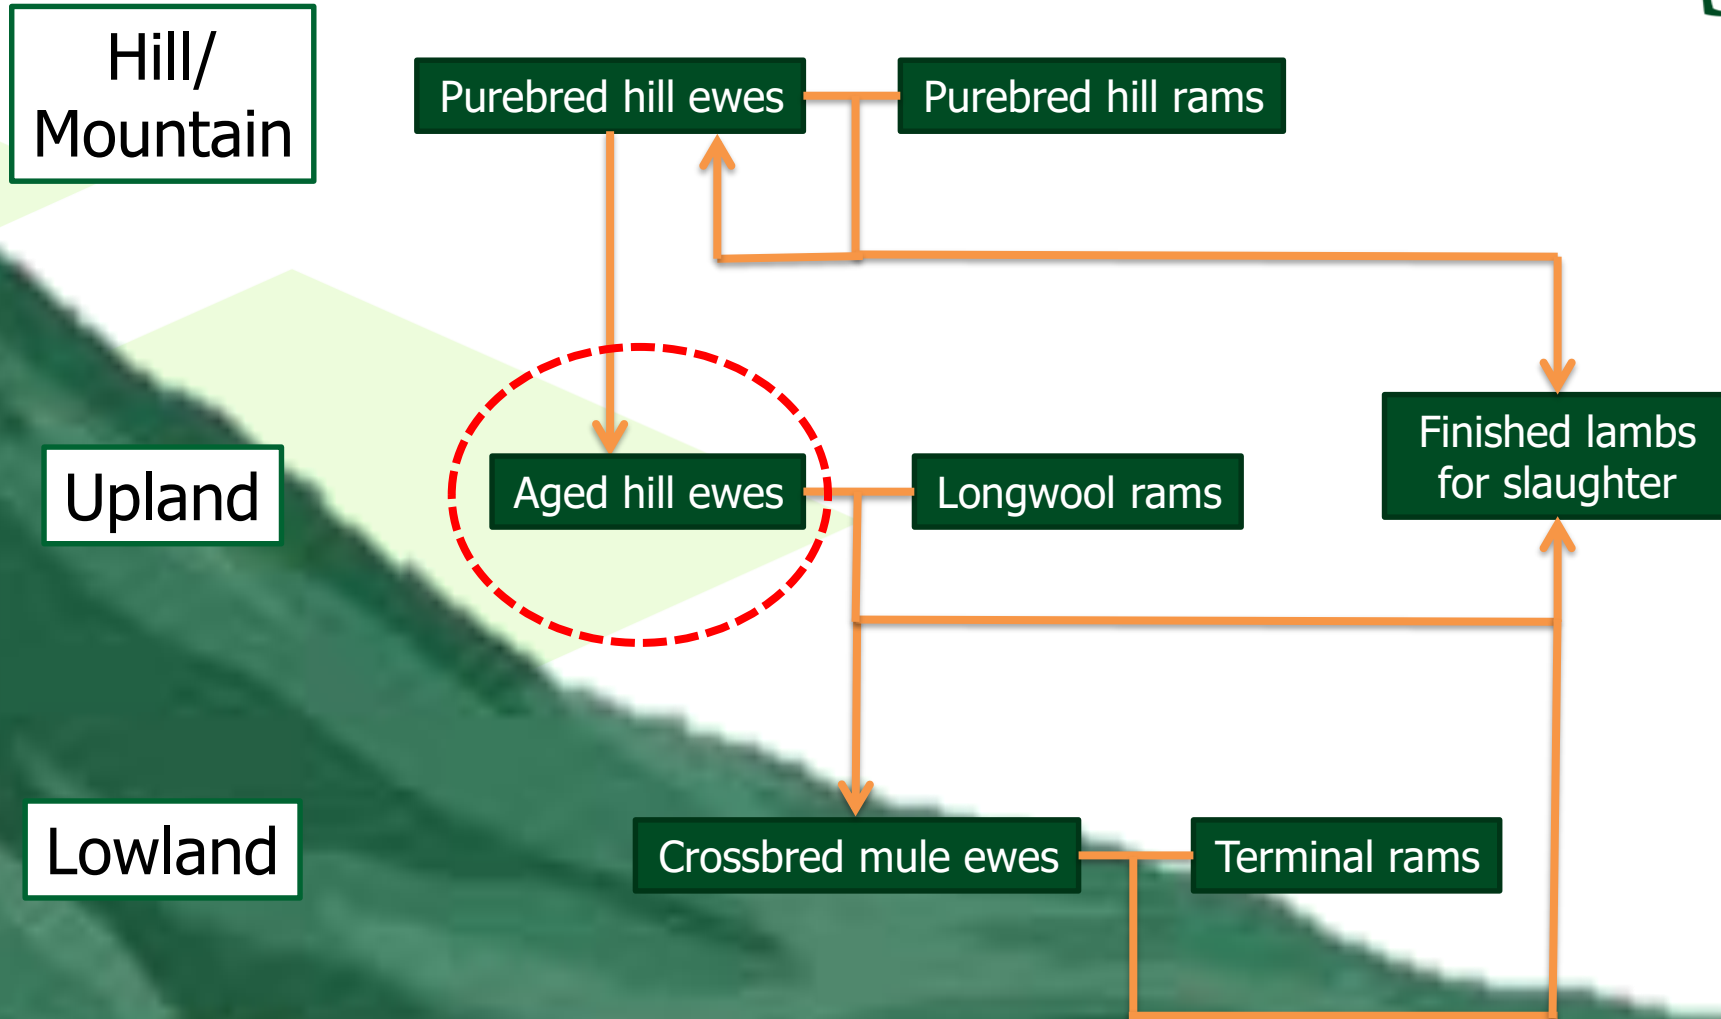 Hill/
Mountain
Purebred hill ewes
Purebred hill rams
Upland
Aged hill ewes
Longwool rams
Finished lambs
for slaughter
Lowland
Crossbred mule ewes
Terminal rams